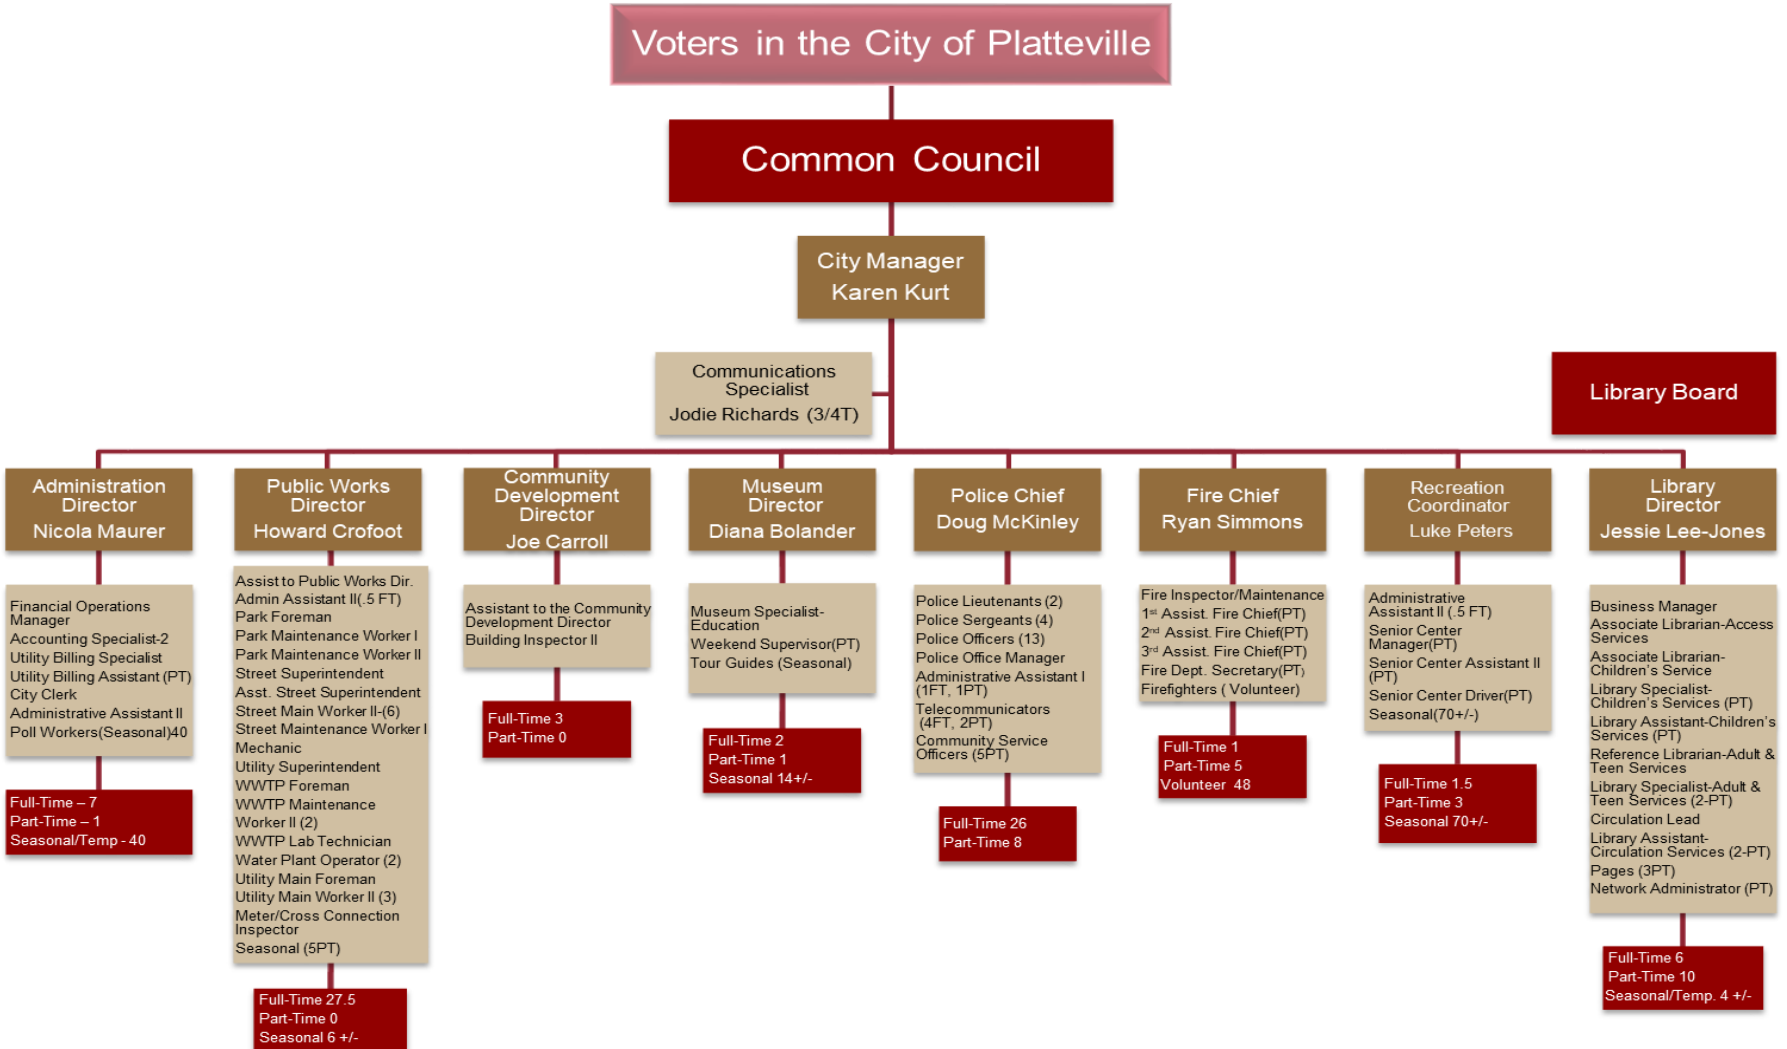 Voters in the City of Platteville
Common Council
City Manager
Karen Kurt
Communications
Specialist
Jodie Richards (3/4T)
Library Board
Administration
Director
Nicola Maurer
Financial Operations
Manager
Accounting Specialist-2
Utility Billing Specialist
Utility Billing Assistant (PT)
City Clerk
Administrative Assistant II
Poll Workers(Seasonal)40
Full-Time – 7
Part-Time – 1
Seasonal/Temp - 40
Public Works
Director
Howard Crofoot
Assist to Public Works Dir.
Admin Assistant II(.5 FT)
Park Foreman
Park Maintenance Worker I
Park Maintenance Worker II
Street Superintendent
Asst. Street Superintendent
Street Main Worker II-(6)
Street Maintenance Worker I
Mechanic
Utility Superintendent
WWTP Foreman
WWTP Maintenance
Worker II (2)
WWTP Lab Technician
Water Plant Operator (2)
Utility Main Foreman
Utility Main Worker II (3)
Meter/Cross Connection
Inspector
Seasonal (5PT)
Full-Time 27.5
Part-Time 0
Seasonal 6 +/-
Community
Development
Director
Joe Carroll
Assistant to the Community
Development Director
Building Inspector II
Full-Time 3
Part-Time 0
Museum
Director
Diana Bolander
Museum Specialist-
Education
Weekend Supervisor(PT)
Tour Guides (Seasonal)
Full-Time 2
Part-Time 1
Seasonal 14+/-
Police Chief
Doug McKinley
Police Lieutenants (2)
Police Sergeants (4)
Police Officers (13)
Police Office Manager
Administrative Assistant I
(1FT, 1PT)
Telecommunicators
(4FT, 2PT)
Community Service
Officers (5PT)
Full-Time 26
Part-Time 8
Fire Chief
Ryan Simmons
Fire Inspector/Maintenance
1st Assist. Fire Chief(PT)
2nd Assist. Fire Chief(PT)
3rd Assist. Fire Chief(PT)
Fire Dept. Secretary(PT)
Firefighters ( Volunteer)
Full-Time 1
Part-Time 5
Volunteer 48
Recreation
Coordinator
Luke Peters
Administrative
Assistant II (.5 FT)
Senior Center
Manager(PT)
Senior Center Assistant II
(PT)
Senior Center Driver(PT)
Seasonal(70+/-)
Full-Time 1.5
Part-Time 3
Seasonal 70+/-
Library
Director
Jessie Lee-Jones
Business Manager
Associate Librarian-Access
Services
Associate Librarian-
Children's Service
Library Specialist-
Children's Services (PT)
Library Assistant-Children's
Services (PT)
Reference Librarian-Adult &
Teen Services
Library Specialist-Adult &
Teen Services (2-PT)
Circulation Lead
Library Assistant-
Circulation Services (2-PT)
Pages (3PT)
Network Administrator (PT)
Full-Time 6
Part-Time 10
Seasonal/Temp. 4 +/-